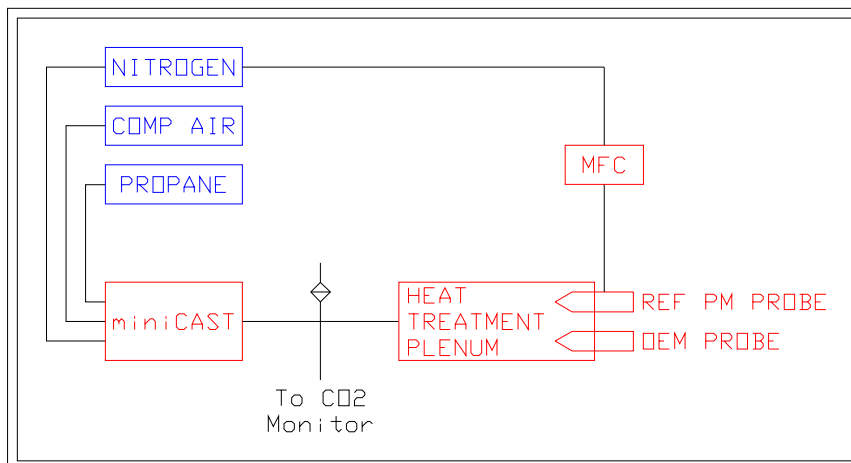 NITROGEN
COMP AIR
PROPANE
MFC
miniCAST
HEAT
TREATMENT
PLENUM
REF PM PROBE
OEM PROBE
To CO2
Monitor